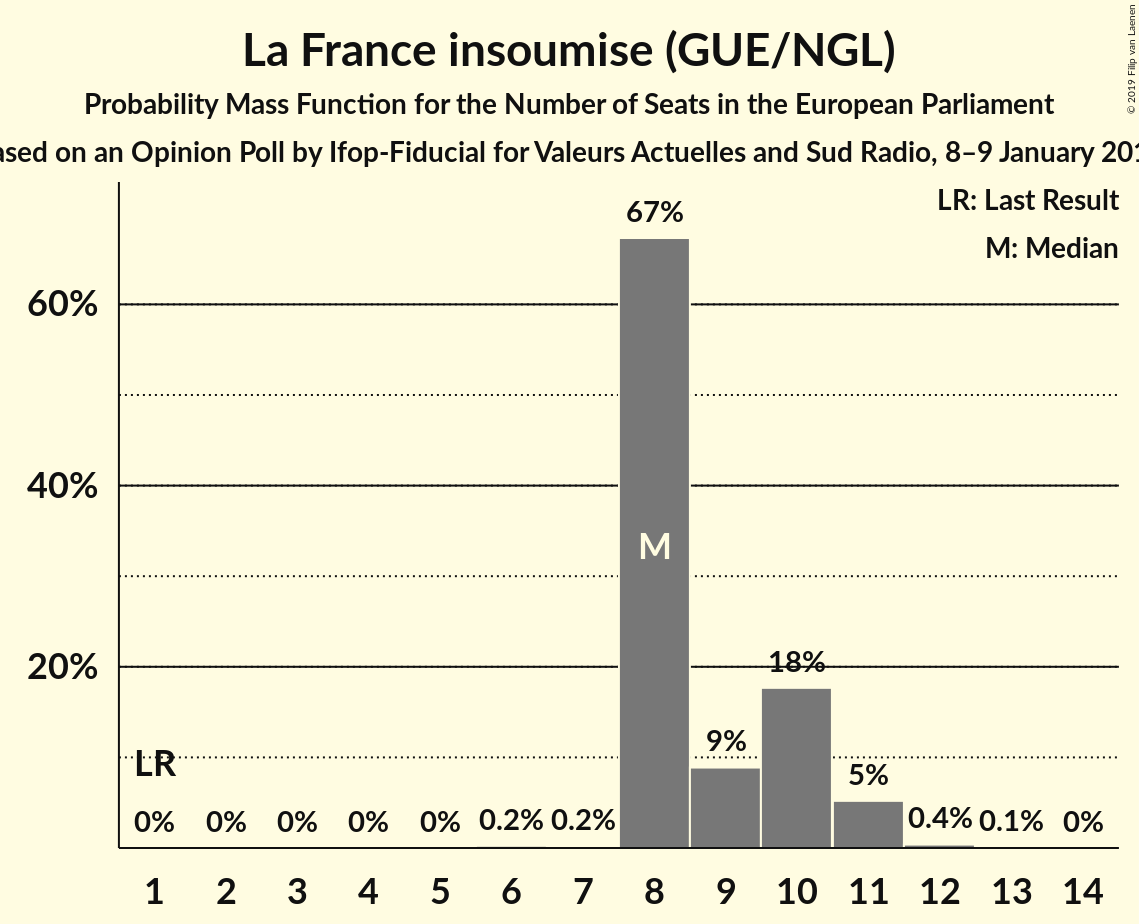 La France insoumise (GUE/NGL)
Probability Mass Function for the Number of Seats in the European Parliament
on an Opinion Poll by Ifop-Fiducial for Valeurs Actuelles and Sud Radio, 8–9 January
© 2019 Filip van Laenen
LR: Last Result
M: Median
67%
60%
40%
M
20%
18%
9%
LR
5%
0% 0% 0% 0% 0% 0.2% 0.2% 0.4% 0.1% 0%
1 2 3 4 5 6 7 8 9 10 11 12 13 14